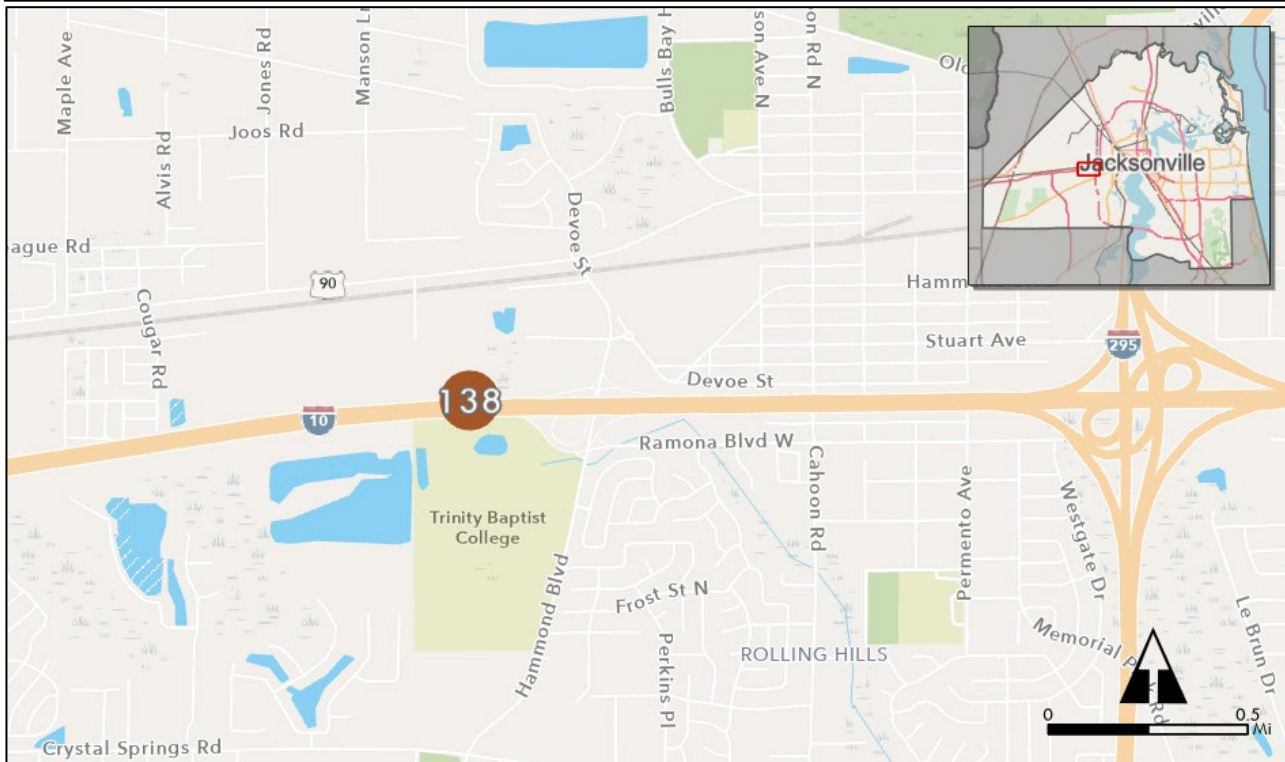 Maple Ave
Jones Rd
Manson Ln
Bulls Bay H
son Ave N
on Rd N
Old
ville
Jacksonville
Joos Rd
Alvis Rd
Devoe St
eague Rd
90
Hamm
Cougar Rd
Stuart Ave
295
138
Devoe St
10
Ramona Blvd W
Cahoon Rd
Permento Ave
Westgate Dr
Trinity Baptist
College
Hammond Blvd
Frost St N
Perkins Pl
ROLLING HILLS
Memorial Park Rd
Le Brun Dr
0
0.5
Mi
Crystal Springs Rd